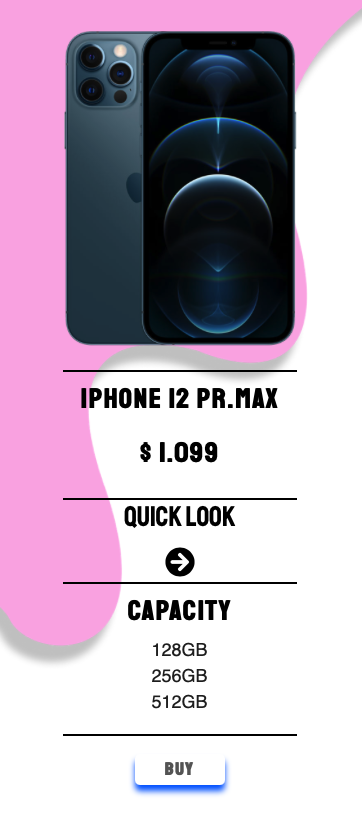 IPHONE 12 PR.MAX
$ 1.099
QUICK LOOK
CAPACITY
128GB
256GB
512GB
BUY